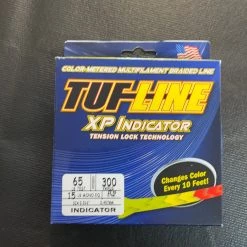 COLOR-METERED MULTIFILAMENT BRAIDED LINE
TUF-LINE
XP INDICATOR
TENSION LOCK TECHNOLOGY
65 300
15
INDICATOR
Changes Color
Every 10 Feet!